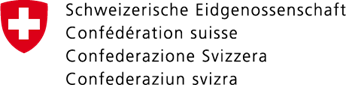 Schweizerische Eidgenossenschaft
Confédération suisse
Confederazione Svizzera
Confederaziun svizra